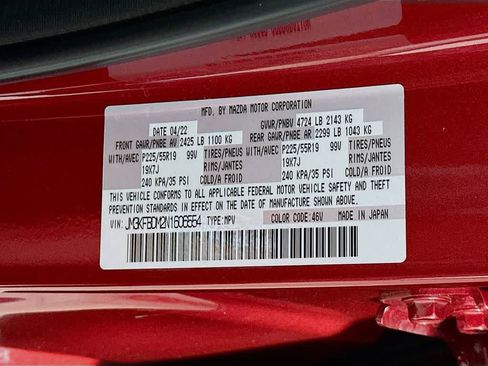 MFD. BY MAZDA MOTOR CORPORATION
DATE 04/22 GVWR/PNBV 4724 LB 2143 KG
FRONT GAWR/PNBE AV 2425 LB 1100 KG REAR GAWR/PNBE AR 2299 LB 1043 KG
WITH/AVEC P225/55R19 99V TIRES/PNEUS WITH/AVEC P225/55R19 99V TIRES/PNEUS
19X7J RIMS/JANTES 19X7J RIMS/JANTES
240 KPA/35 PSI COLD/A FROID 240 KPA/35 PSI COLD/A FROID
THIS VEHICLE CONFORMS TO ALL APPLICABLE FEDERAL MOTOR VEHICLE SAFETY AND THEFT
PREVENTION STANDARDS IN EFFECT ON THE DATE OF MANUFACTURE SHOWN ABOVE.
VIN: JM3KFBDM2N1606554 TYPE: MPV COLOR CODE: 46V MADE IN JAPAN